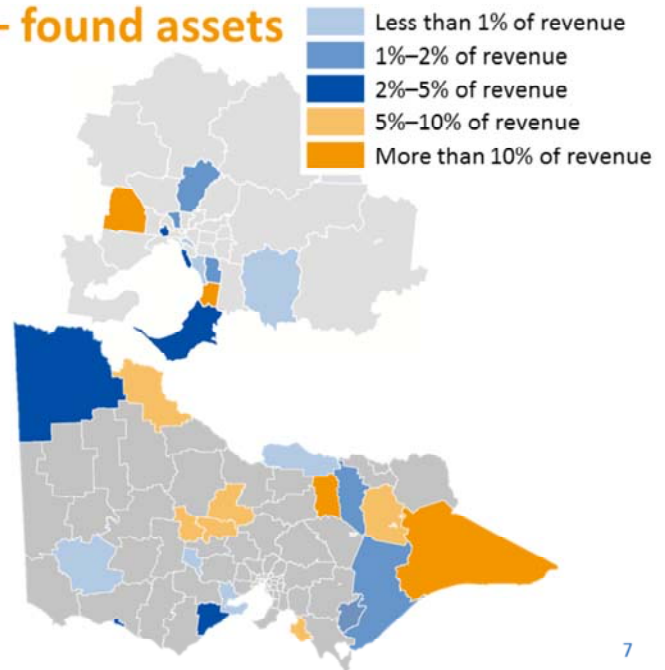 – found assets
Less than 1% of revenue
1%–2% of revenue
2%–5% of revenue
5%–10% of revenue
More than 10% of revenue
7